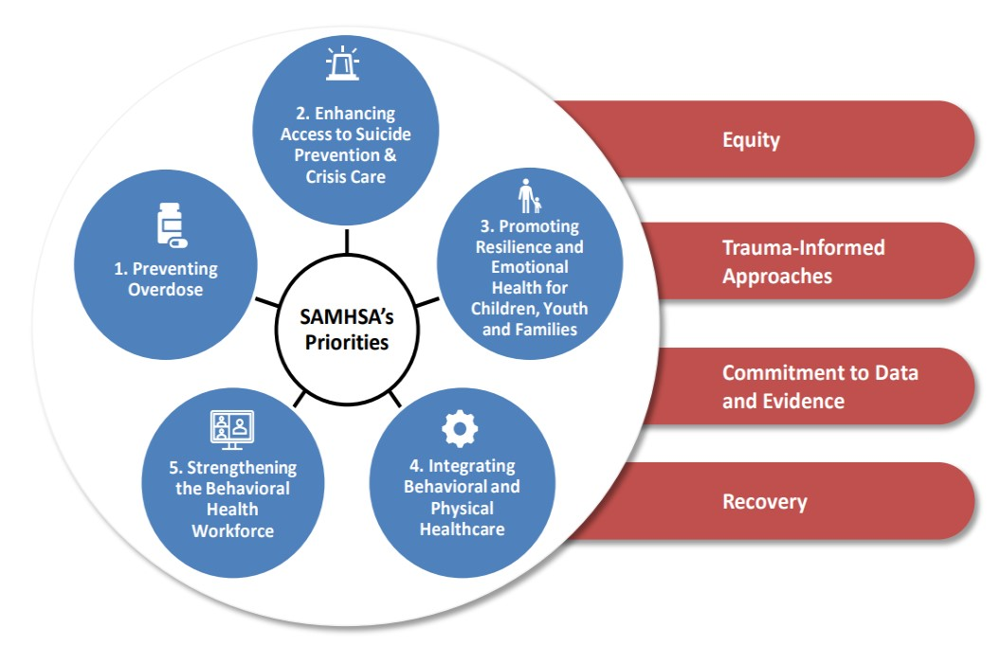 SAMHSA's
Priorities
1. Preventing
Overdose
2. Enhancing
Access to Suicide
Prevention &
Crisis Care
3. Promoting
Resilience and
Emotional
Health for
Children, Youth
and Families
4. Integrating
Behavioral and
Physical
Healthcare
5. Strengthening
the Behavioral
Health
Workforce
Equity
Trauma-Informed
Approaches
Commitment to Data
and Evidence
Recovery